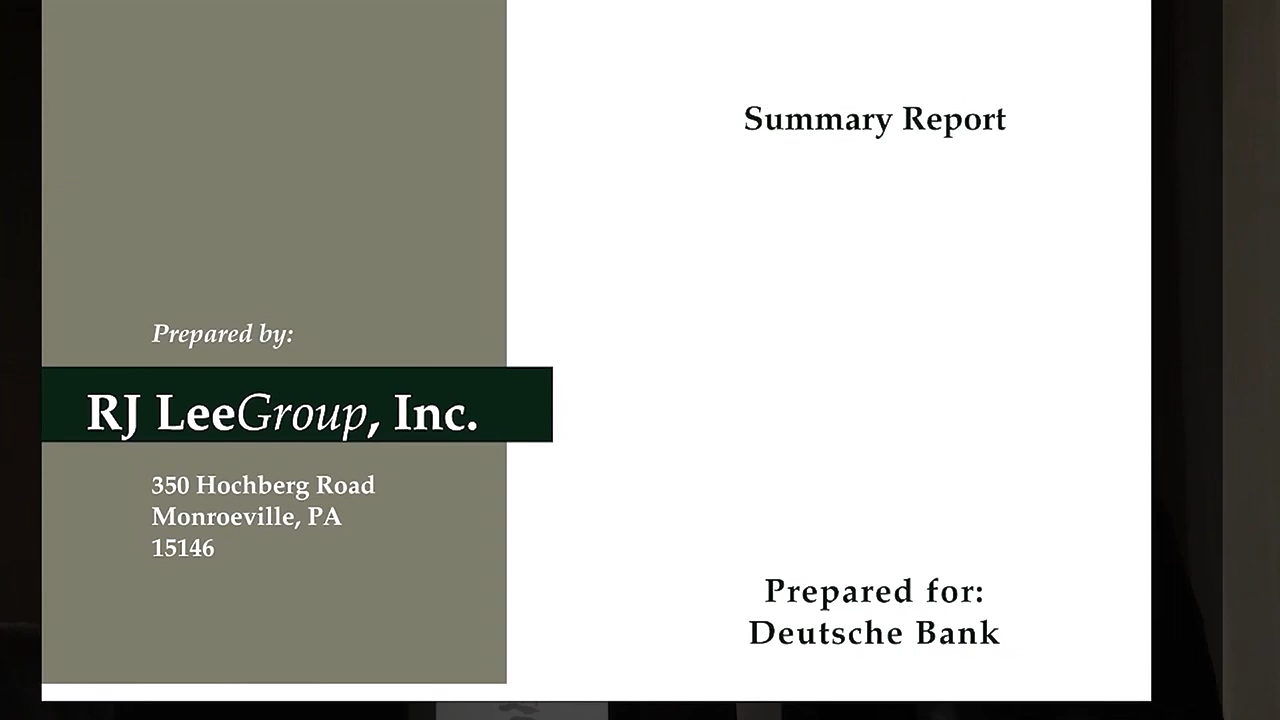 Summary Report
Prepared by:
RJ LeeGroup, Inc.
350 Hochberg Road
Monroeville, PA
15146
Prepared for:
Deutsche Bank